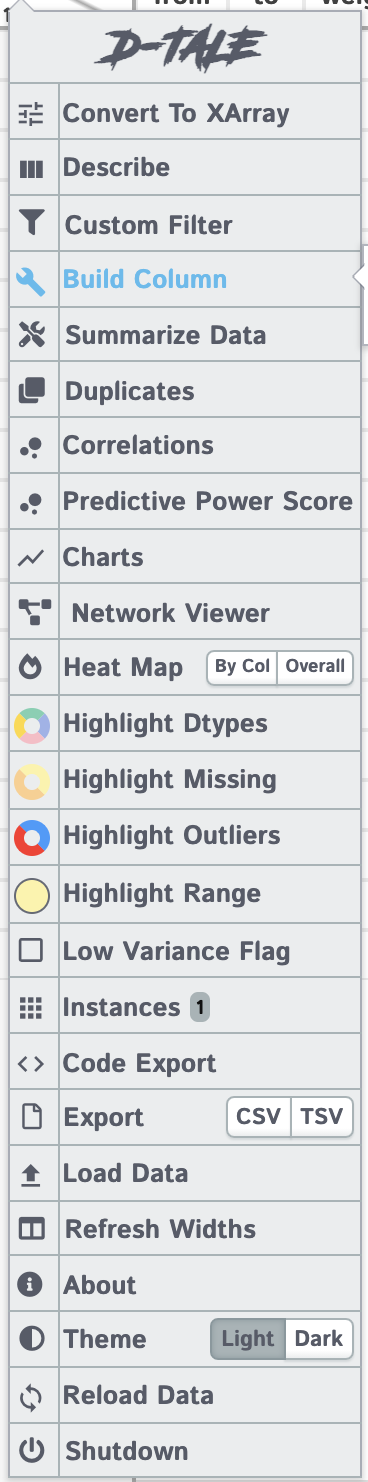 D-TALE
Convert To XArray
Describe
Custom Filter
Build Column
Summarize Data
Duplicates
Correlations
Predictive Power Score
Charts
Network Viewer
Heat Map By Col Overall
Highlight Dtypes
Highlight Missing
Highlight Outliers
Highlight Range
Low Variance Flag
Instances 1
Code Export
Export CSV TSV
Load Data
Refresh Widths
About
Theme Light Dark
Reload Data
Shutdown